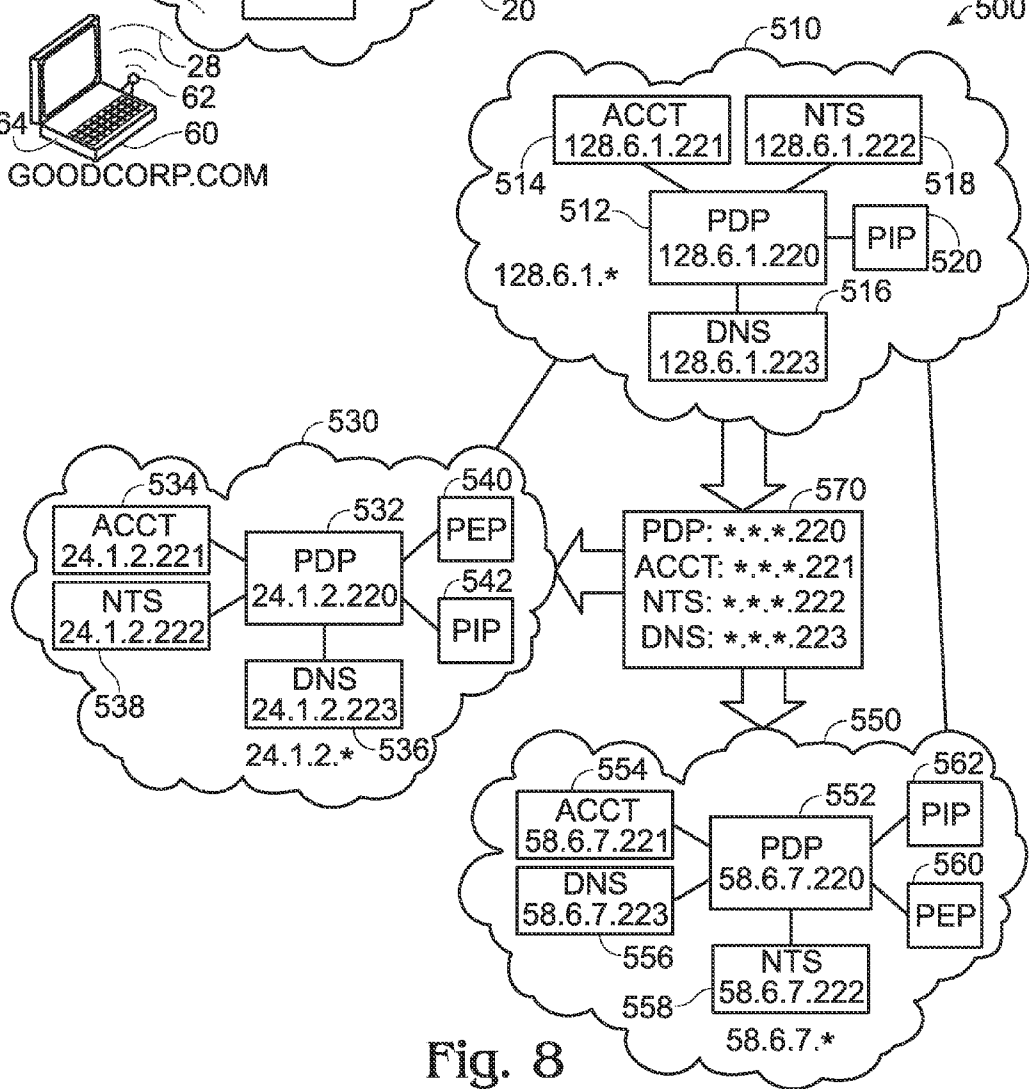 20
500
28
62
64
60
GOODCORP.COM
510
ACCT
128.6.1.221
NTS
128.6.1.222
514
518
512
PDP
128.6.1.220
PIP
520
128.6.1.*
516
DNS
128.6.1.223
530
534
ACCT
24.1.2.221
532
540
PEP
PDP
24.1.2.220
NTS
24.1.2.222
542
PIP
538
DNS
24.1.2.223
536
24.1.2.*
570
PDP: *.*.*.220
ACCT: *.*.*.221
NTS: *.*.*.222
DNS: *.*.*.223
550
554
ACCT
58.6.7.221
552
562
PIP
PDP
58.6.7.220
DNS
58.6.7.223
560
PEP
556
NTS
58.6.7.222
558
58.6.7.*
Fig. 8